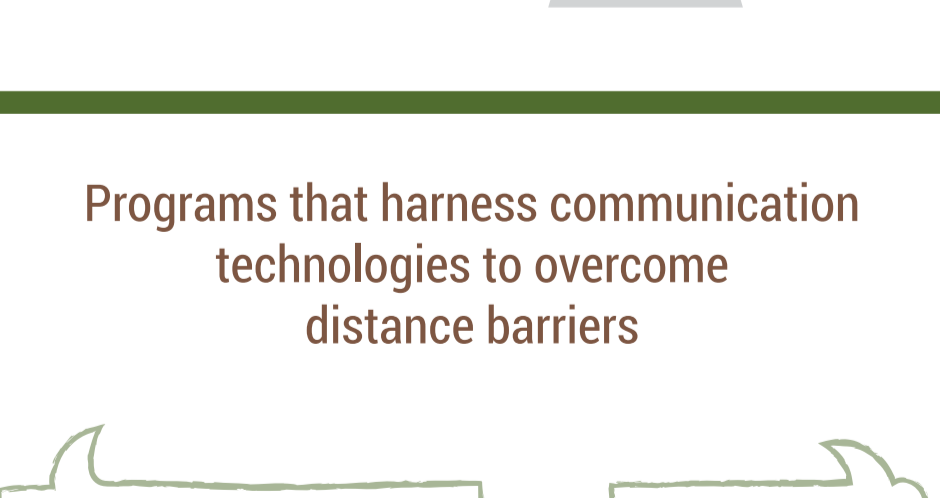 Programs that harness communication
technologies to overcome
distance barriers